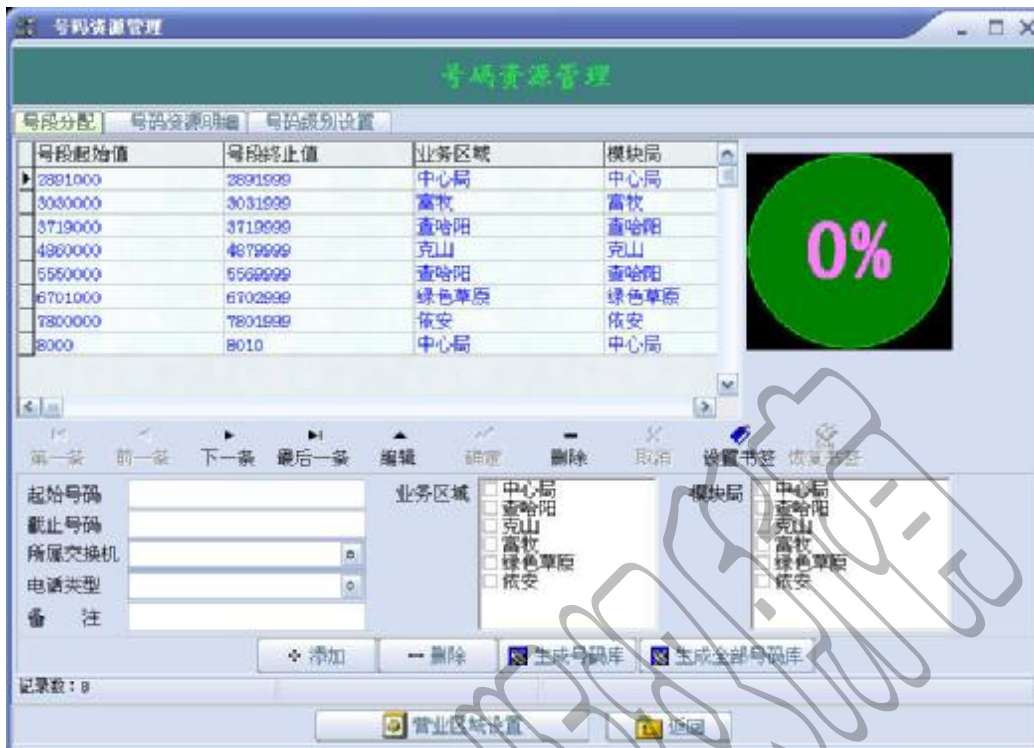 号码资源管理
号码资源管理
号段分配 号码资源明细 号码级别设置
号段起始值 号段终止值 业务区域 模块局
2891000 2891999 中心局 中心局
3030000 3031999 富牧 富牧
3719000 3719999 查哈阳 查哈阳
4860000 4879999 克山 克山
5560000 5569999 查哈阳 查哈阳
6701000 6702999 绿色草原 绿色草原
7800000 7801999 依安 依安
8000 8010 中心局 中心局
0%
第一条 前一条 下一条 最后一条 编辑 确定 删除 取消 设置书签 恢复书签
起始号码 业务区域 中心局 模块局 中心局
查哈阳 查哈阳
截止号码 克山 克山
所属交换机 富牧 富牧
绿色草原 绿色草原
电话类型 依安 依安
备 注
添加 删除 生成号码库 生成全部号码库
记录数:8
营业区域设置 返回